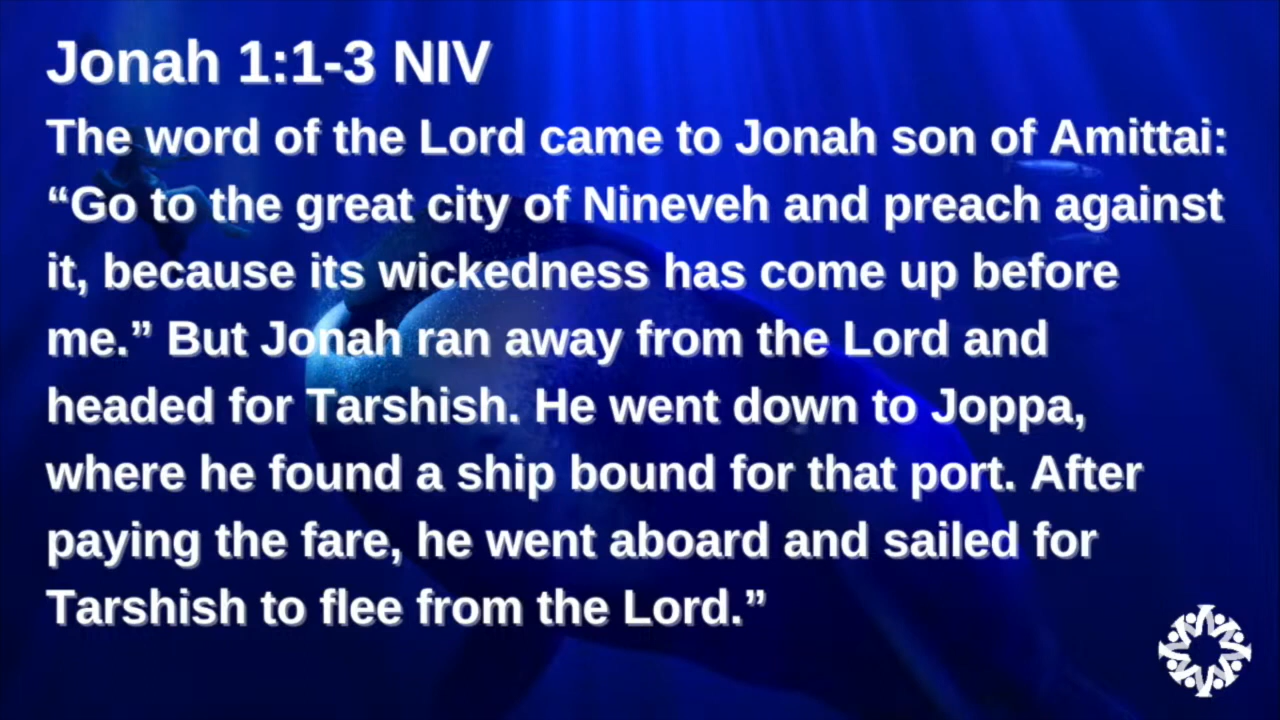 Jonah 1:1-3 NIV
The word of the Lord came to Jonah son of Amittai:
“Go to the great city of Nineveh and preach against
it, because its wickedness has come up before
me.” But Jonah ran away from the Lord and
headed for Tarshish. He went down to Joppa,
where he found a ship bound for that port. After
paying the fare, he went aboard and sailed for
Tarshish to flee from the Lord.”